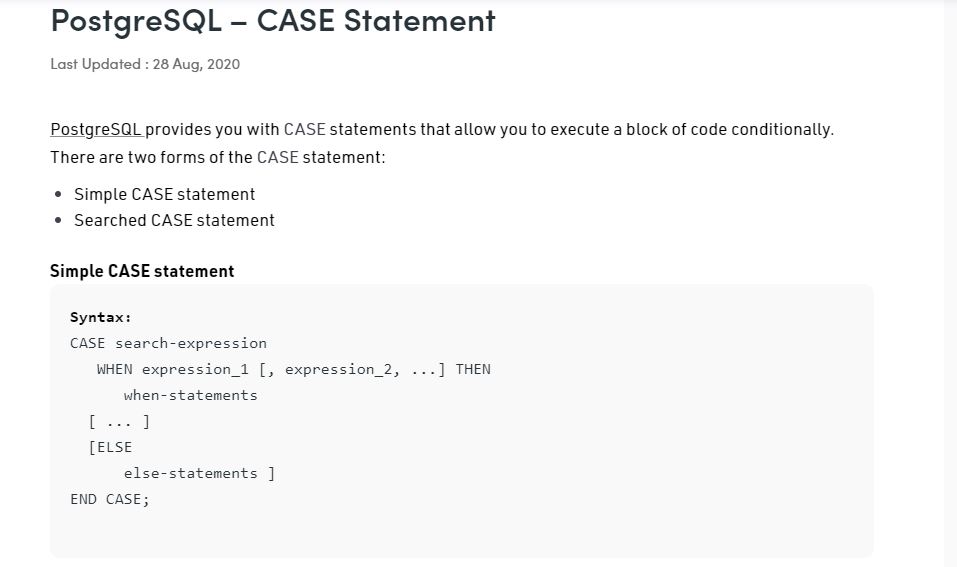 PostgreSQL – CASE Statement
Last Updated : 28 Aug, 2020
PostgreSQL provides you with CASE statements that allow you to execute a block of code conditionally.
There are two forms of the CASE statement:
• Simple CASE statement
• Searched CASE statement
Simple CASE statement
Syntax:
CASE search-expression
   WHEN expression_1 [, expression_2, ...] THEN
      when-statements
  [ ... ]
  [ELSE
      else-statements ]
END CASE;